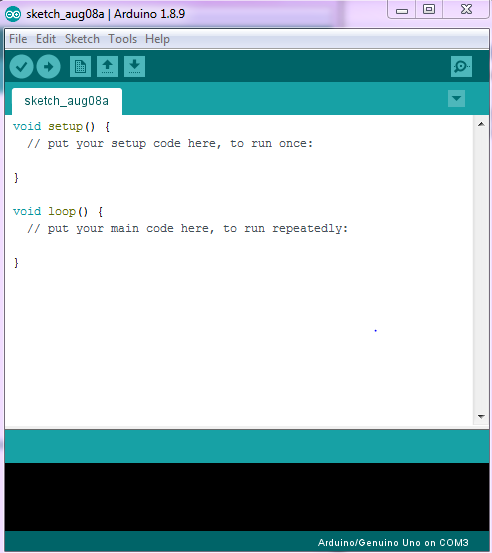 sketch_aug08a | Arduino 1.8.9
File Edit Sketch Tools Help
sketch_aug08a
void setup() {
  // put your setup code here, to run once:
}
void loop() {
  // put your main code here, to run repeatedly:
}
Arduino/Genuino Uno on COM3